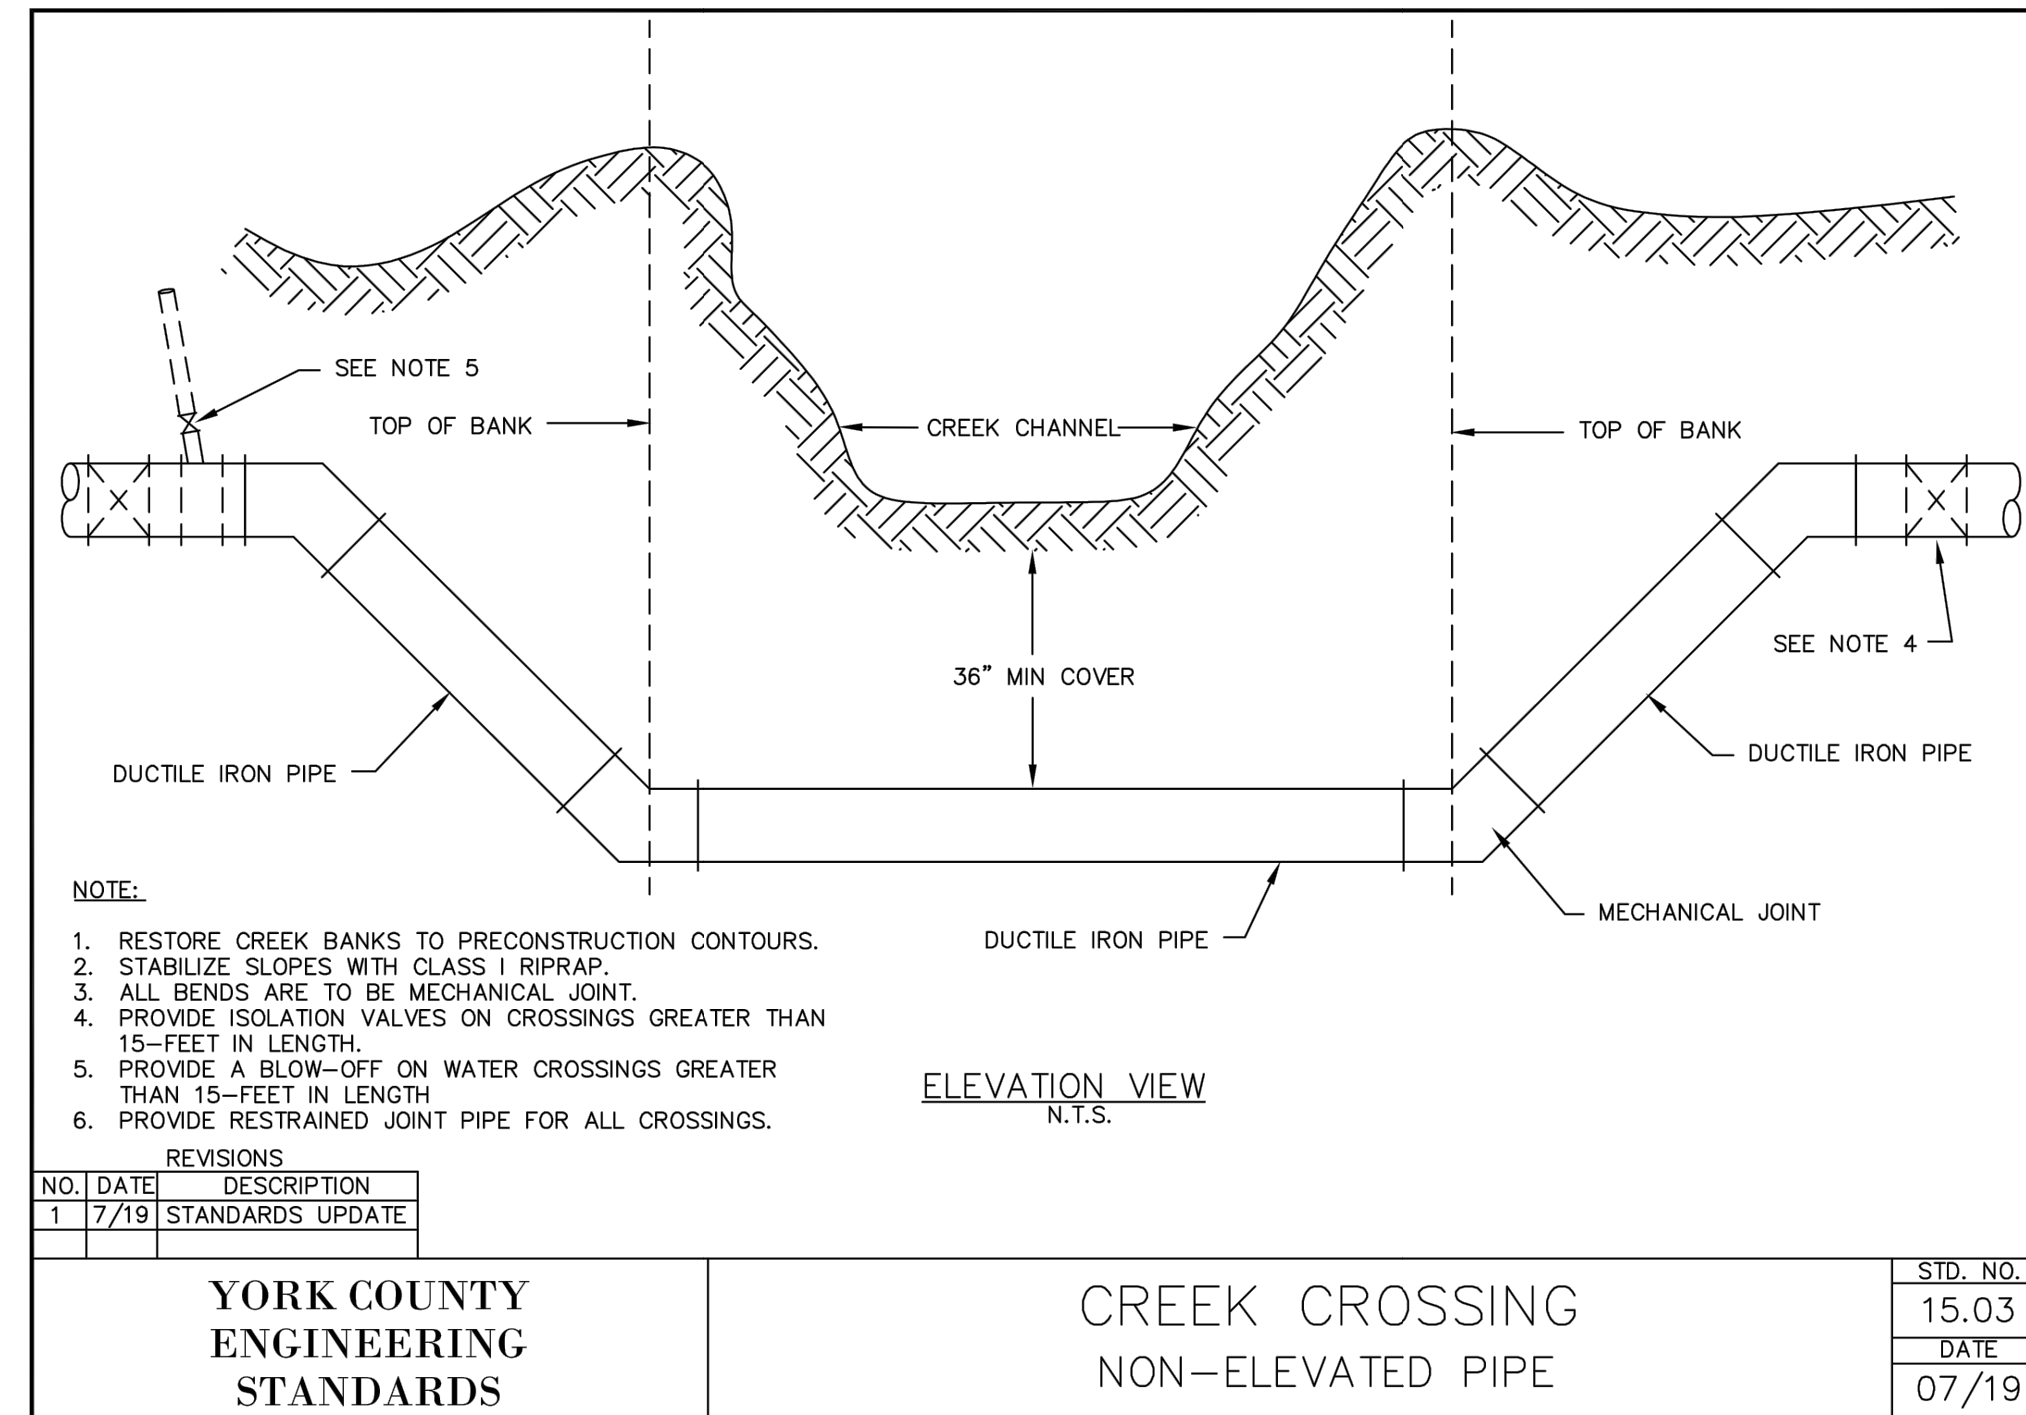 SEE NOTE 5
TOP OF BANK
CREEK CHANNEL
TOP OF BANK
SEE NOTE 4
36” MIN COVER
DUCTILE IRON PIPE
DUCTILE IRON PIPE
MECHANICAL JOINT
DUCTILE IRON PIPE
NOTE:
1. RESTORE CREEK BANKS TO PRECONSTRUCTION CONTOURS.
2. STABILIZE SLOPES WITH CLASS I RIPRAP.
3. ALL BENDS ARE TO BE MECHANICAL JOINT.
4. PROVIDE ISOLATION VALVES ON CROSSINGS GREATER THAN
15–FEET IN LENGTH.
5. PROVIDE A BLOW–OFF ON WATER CROSSINGS GREATER
THAN 15–FEET IN LENGTH
6. PROVIDE RESTRAINED JOINT PIPE FOR ALL CROSSINGS.
ELEVATION VIEW
N.T.S.
REVISIONS
NO. DATE DESCRIPTION
1 7/19 STANDARDS UPDATE
YORK COUNTY
ENGINEERING
STANDARDS
CREEK CROSSING
NON–ELEVATED PIPE
STD. NO.
15.03
DATE
07/19